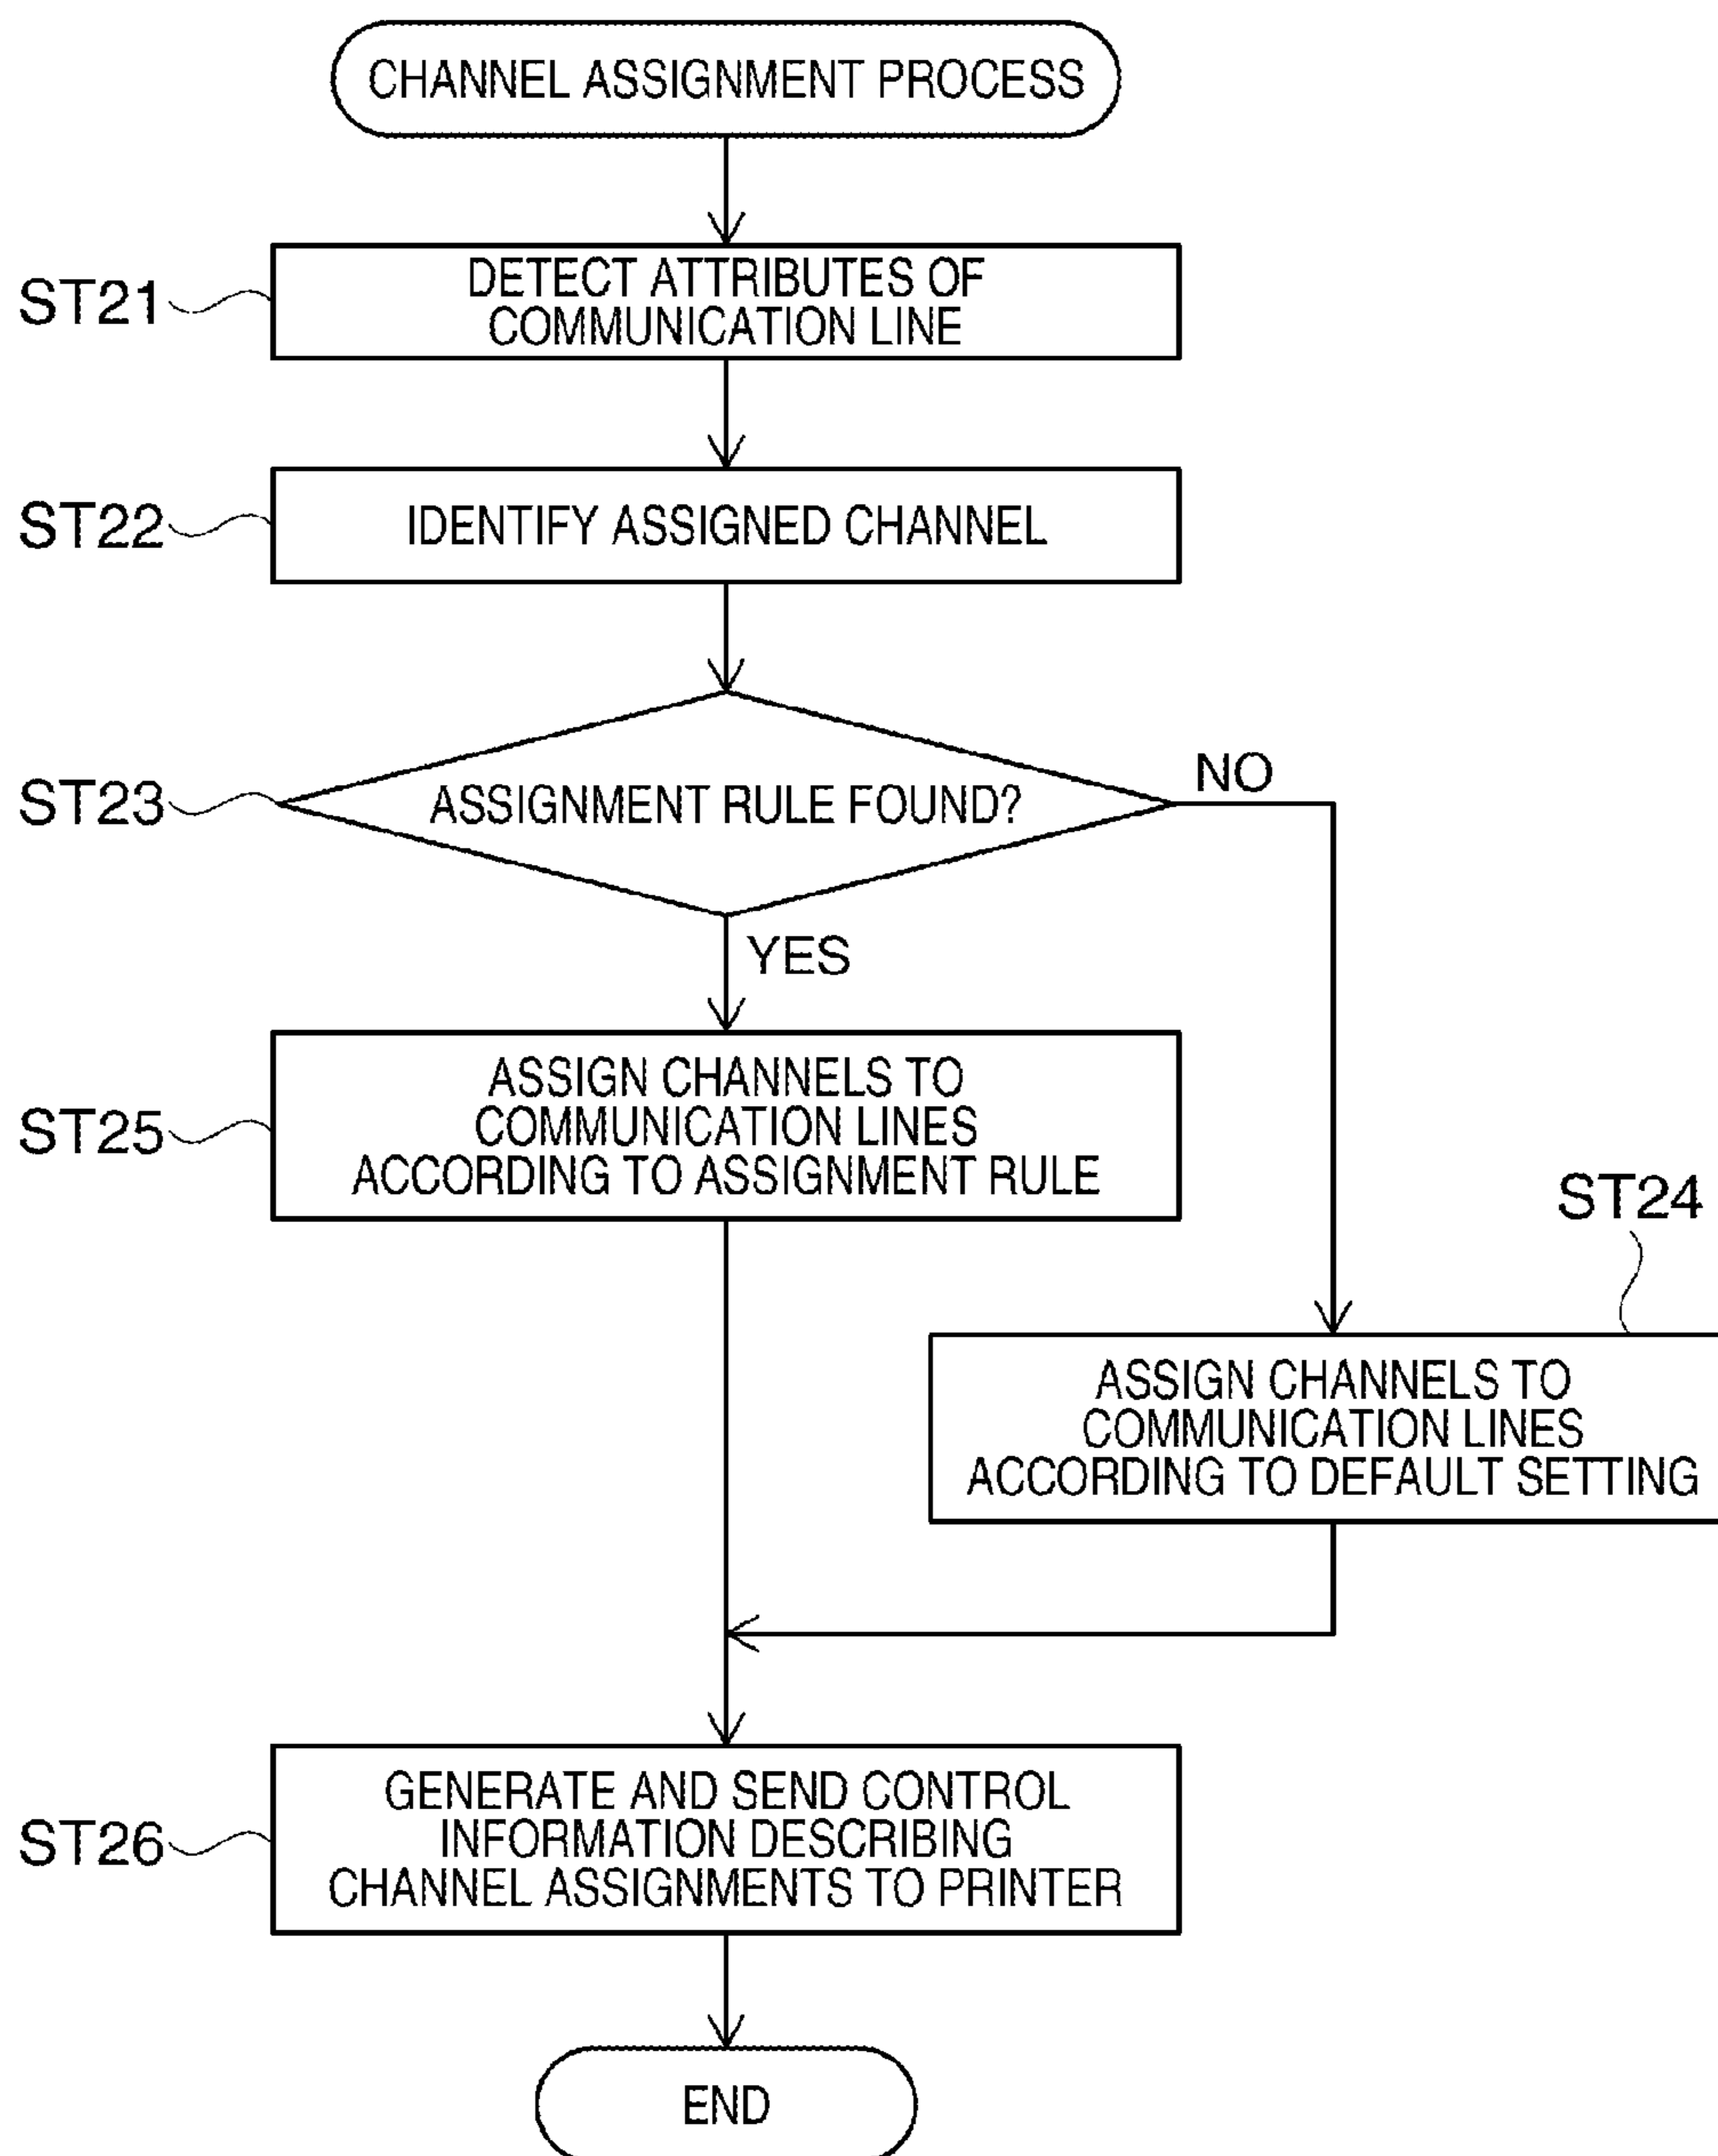 CHANNEL ASSIGNMENT PROCESS
ST21
DETECT ATTRIBUTES OF
COMMUNICATION LINE
ST22
IDENTIFY ASSIGNED CHANNEL
ST23
ASSIGNMENT RULE FOUND?
NO
YES
ST25
ASSIGN CHANNELS TO
COMMUNICATION LINES
ACCORDING TO ASSIGNMENT RULE
ST24
ASSIGN CHANNELS TO
COMMUNICATION LINES
ACCORDING TO DEFAULT SETTING
ST26
GENERATE AND SEND CONTROL
INFORMATION DESCRIBING
CHANNEL ASSIGNMENTS TO PRINTER
END